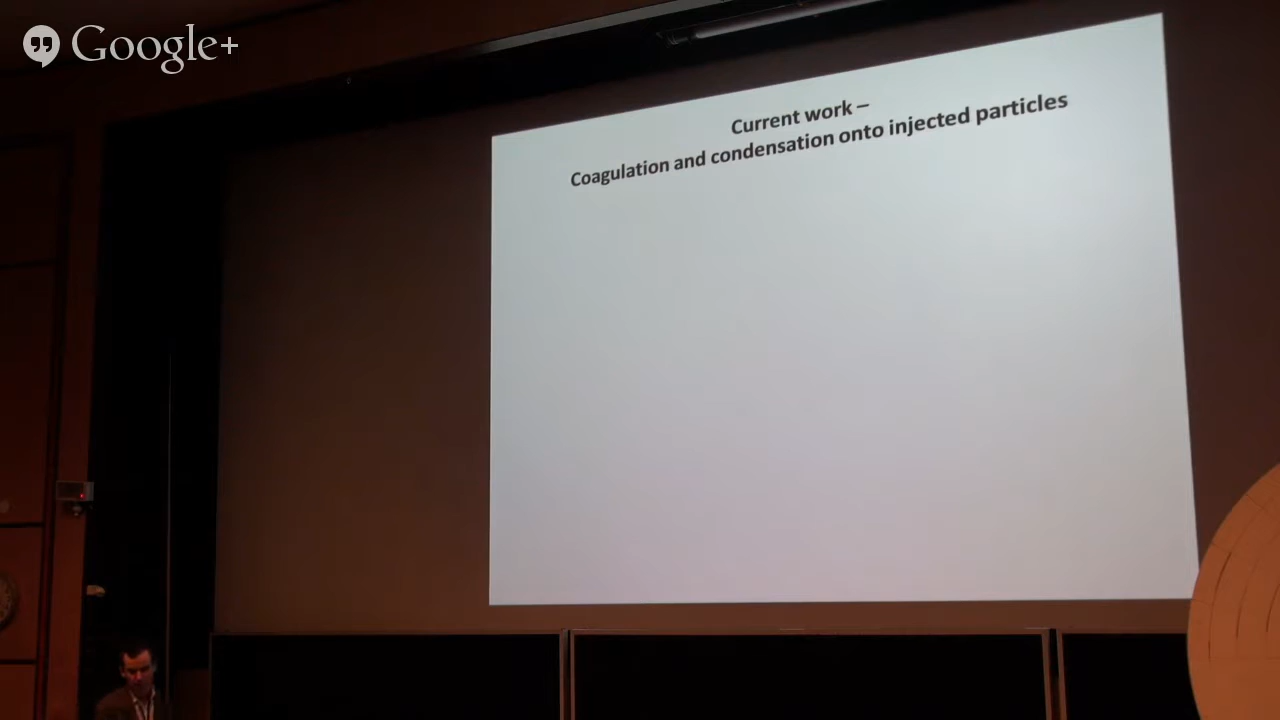 Google+
Current work –
Coagulation and condensation onto injected particles